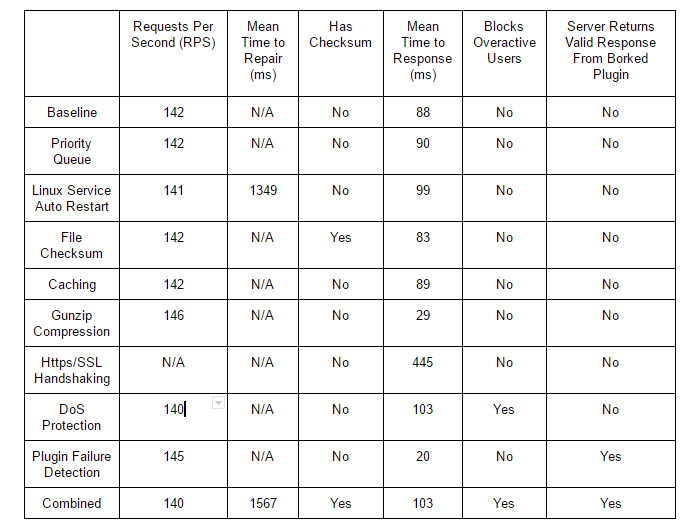 Requests Per Second (RPS) Mean Time to Repair (ms) Has Checksum Mean Time to Response (ms) Blocks Overactive Users Server Returns Valid Response From Borked Plugin
Baseline 142 N/A No 88 No No
Priority Queue 142 N/A No 90 No No
Linux Service Auto Restart 141 1349 No 99 No No
File Checksum 142 N/A Yes 83 No No
Caching 142 N/A No 89 No No
Gunzip Compression 146 N/A No 29 No No
Https/SSL Handshaking N/A N/A No 445 No No
DoS Protection 140 N/A No 103 Yes No
Plugin Failure Detection 145 N/A No 20 No Yes
Combined 140 1567 Yes 103 Yes Yes